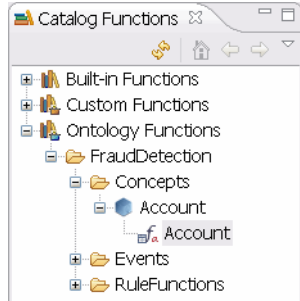 Catalog Functions
Built-in Functions
Custom Functions
Ontology Functions
FraudDetection
Concepts
Account
Account
Events
RuleFunctions